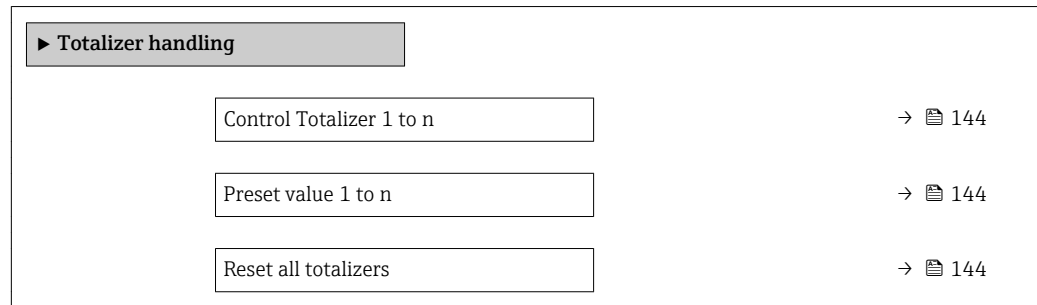 ▶ Totalizer handling
Control Totalizer 1 to n → 144
Preset value 1 to n → 144
Reset all totalizers → 144